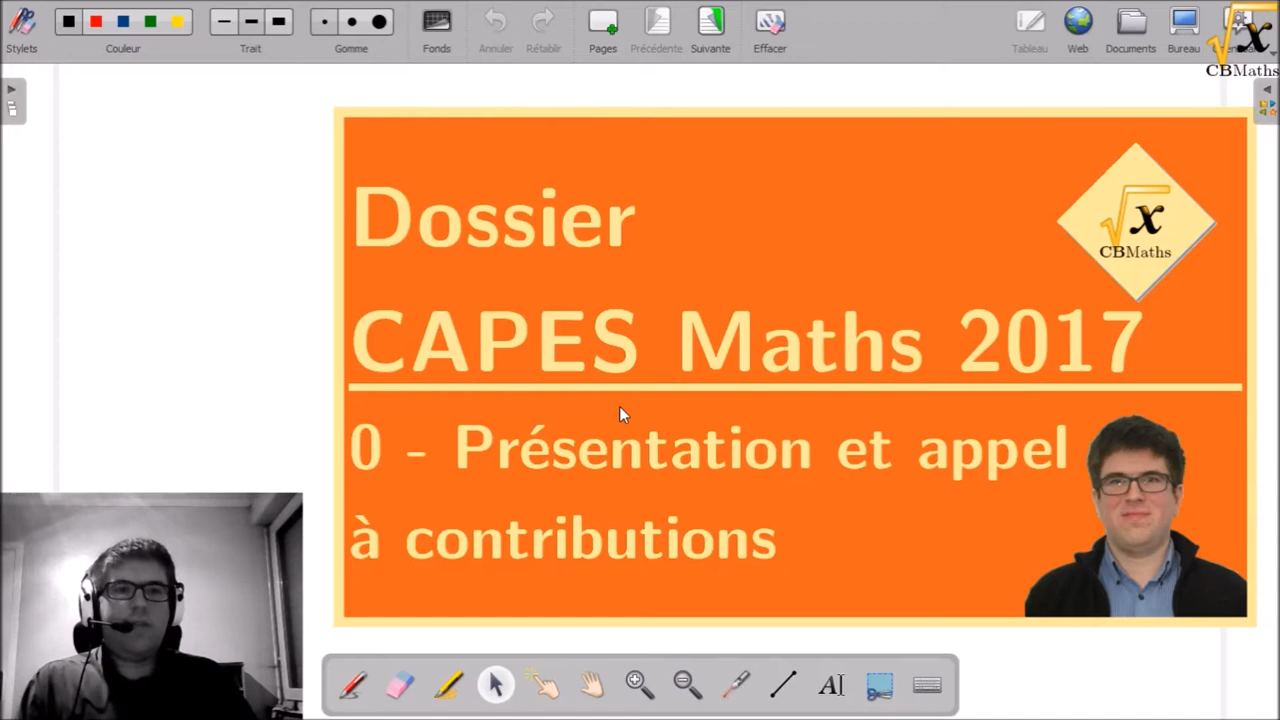 Stylets
Couleur
Trait
Gomme
Fonds
Annuler
Rétablir
Pages
Précédente
Suivante
Effacer
Tableau
Web
Documents
Bureau
x
CBMaths
Dossier
CAPES Maths 2017
0 - Présentation et appel
à contributions
x
CBMaths
AI